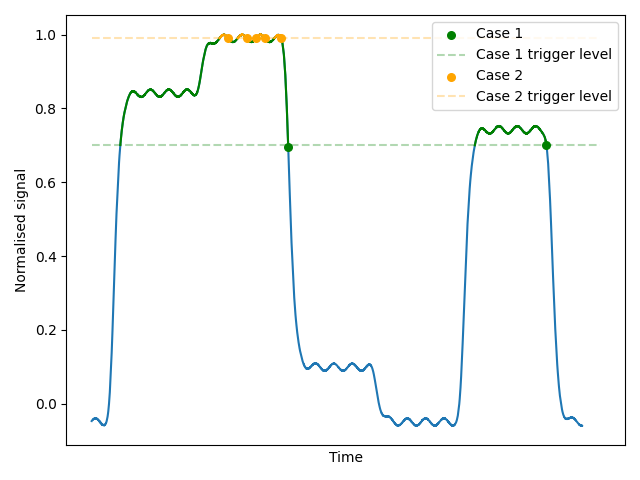 Case 1
Case 1 trigger level
Case 2
Case 2 trigger level
1.0
0.8
0.6
0.4
0.2
0.0
Normalised signal
Time